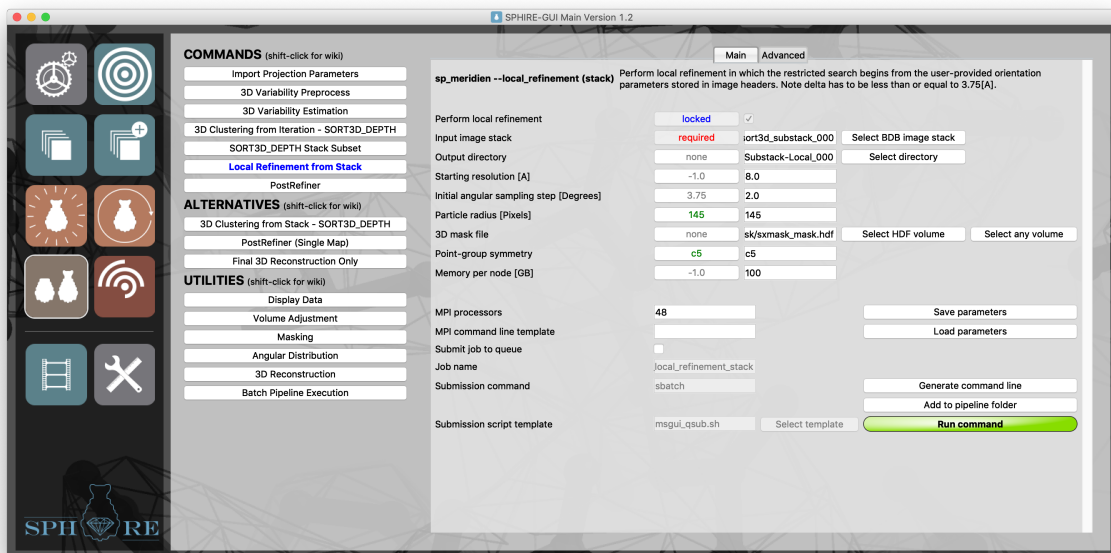 SPHIRE-GUI Main Version 1.2
COMMANDS (shift-click for wiki)
Import Projection Parameters
3D Variability Preprocess
3D Variability Estimation
3D Clustering from Iteration - SORT3D_DEPTH
SORT3D_DEPTH Stack Subset
Local Refinement from Stack
PostRefiner
ALTERNATIVES (shift-click for wiki)
3D Clustering from Stack - SORT3D_DEPTH
PostRefiner (Single Map)
Final 3D Reconstruction Only
UTILITIES (shift-click for wiki)
Display Data
Volume Adjustment
Masking
Angular Distribution
3D Reconstruction
Batch Pipeline Execution
SPHIRE
Main Advanced
sp_meridien --local_refinement (stack) Perform local refinement in which the restricted search begins from the user-provided orientation
parameters stored in image headers. Note delta has to be less than or equal to 3.75[A].
Perform local refinement locked
Input image stack required sort3d_substack_000 Select BDB image stack
Output directory none Substack-Local_000 Select directory
Starting resolution [A] -1.0 8.0
Initial angular sampling step [Degrees] 3.75 2.0
Particle radius [Pixels] 145 145
3D mask file none sk/sxmask_mask.hdf Select HDF volume Select any volume
Point-group symmetry c5 c5
Memory per node [GB] -1.0 100
MPI processors 48 Save parameters
MPI command line template Load parameters
Submit job to queue
Job name local_refinement_stack
Submission command sbatch Generate command line
Add to pipeline folder
Submission script template msgui_qsub.sh Select template Run command